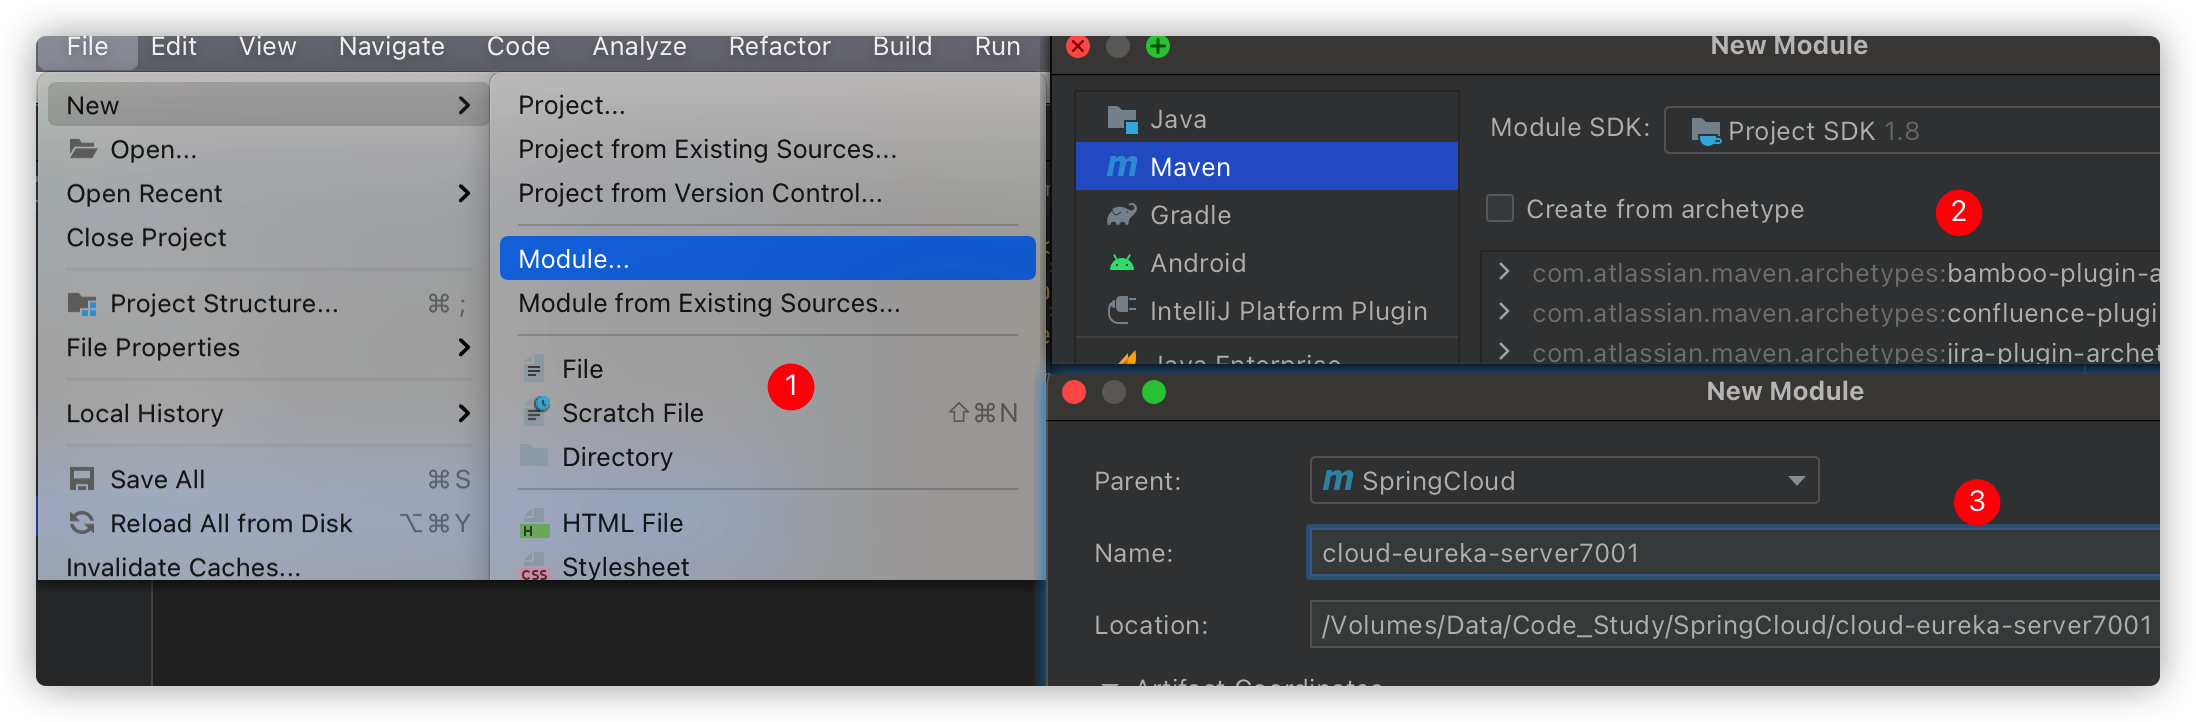 File Edit View Navigate Code Analyze Refactor Build Run
New
Open...
Open Recent
Close Project
Project Structure... ⌘ ;
File Properties
Local History
Save All ⌘ S
Reload All from Disk ⌥ ⌘ Y
Invalidate Caches...
Project...
Project from Existing Sources...
Project from Version Control...
Module...
Module from Existing Sources...
File
1
Scratch File ⇧⌘N
Directory
HTML File
Stylesheet
New Module
Java
Maven
Gradle
Android
IntelliJ Platform Plugin
Java Enterprise
Module SDK: Project SDK 1.8
Create from archetype
2
com.atlassian.maven.archetypes:bamboo-plugin-a
com.atlassian.maven.archetypes:confluence-plugi
com.atlassian.maven.archetypes:jira-plugin-archet
New Module
Parent: SpringCloud
3
Name: cloud-eureka-server7001
Location: /Volumes/Data/Code_Study/SpringCloud/cloud-eureka-server7001
Artifact Coordinates